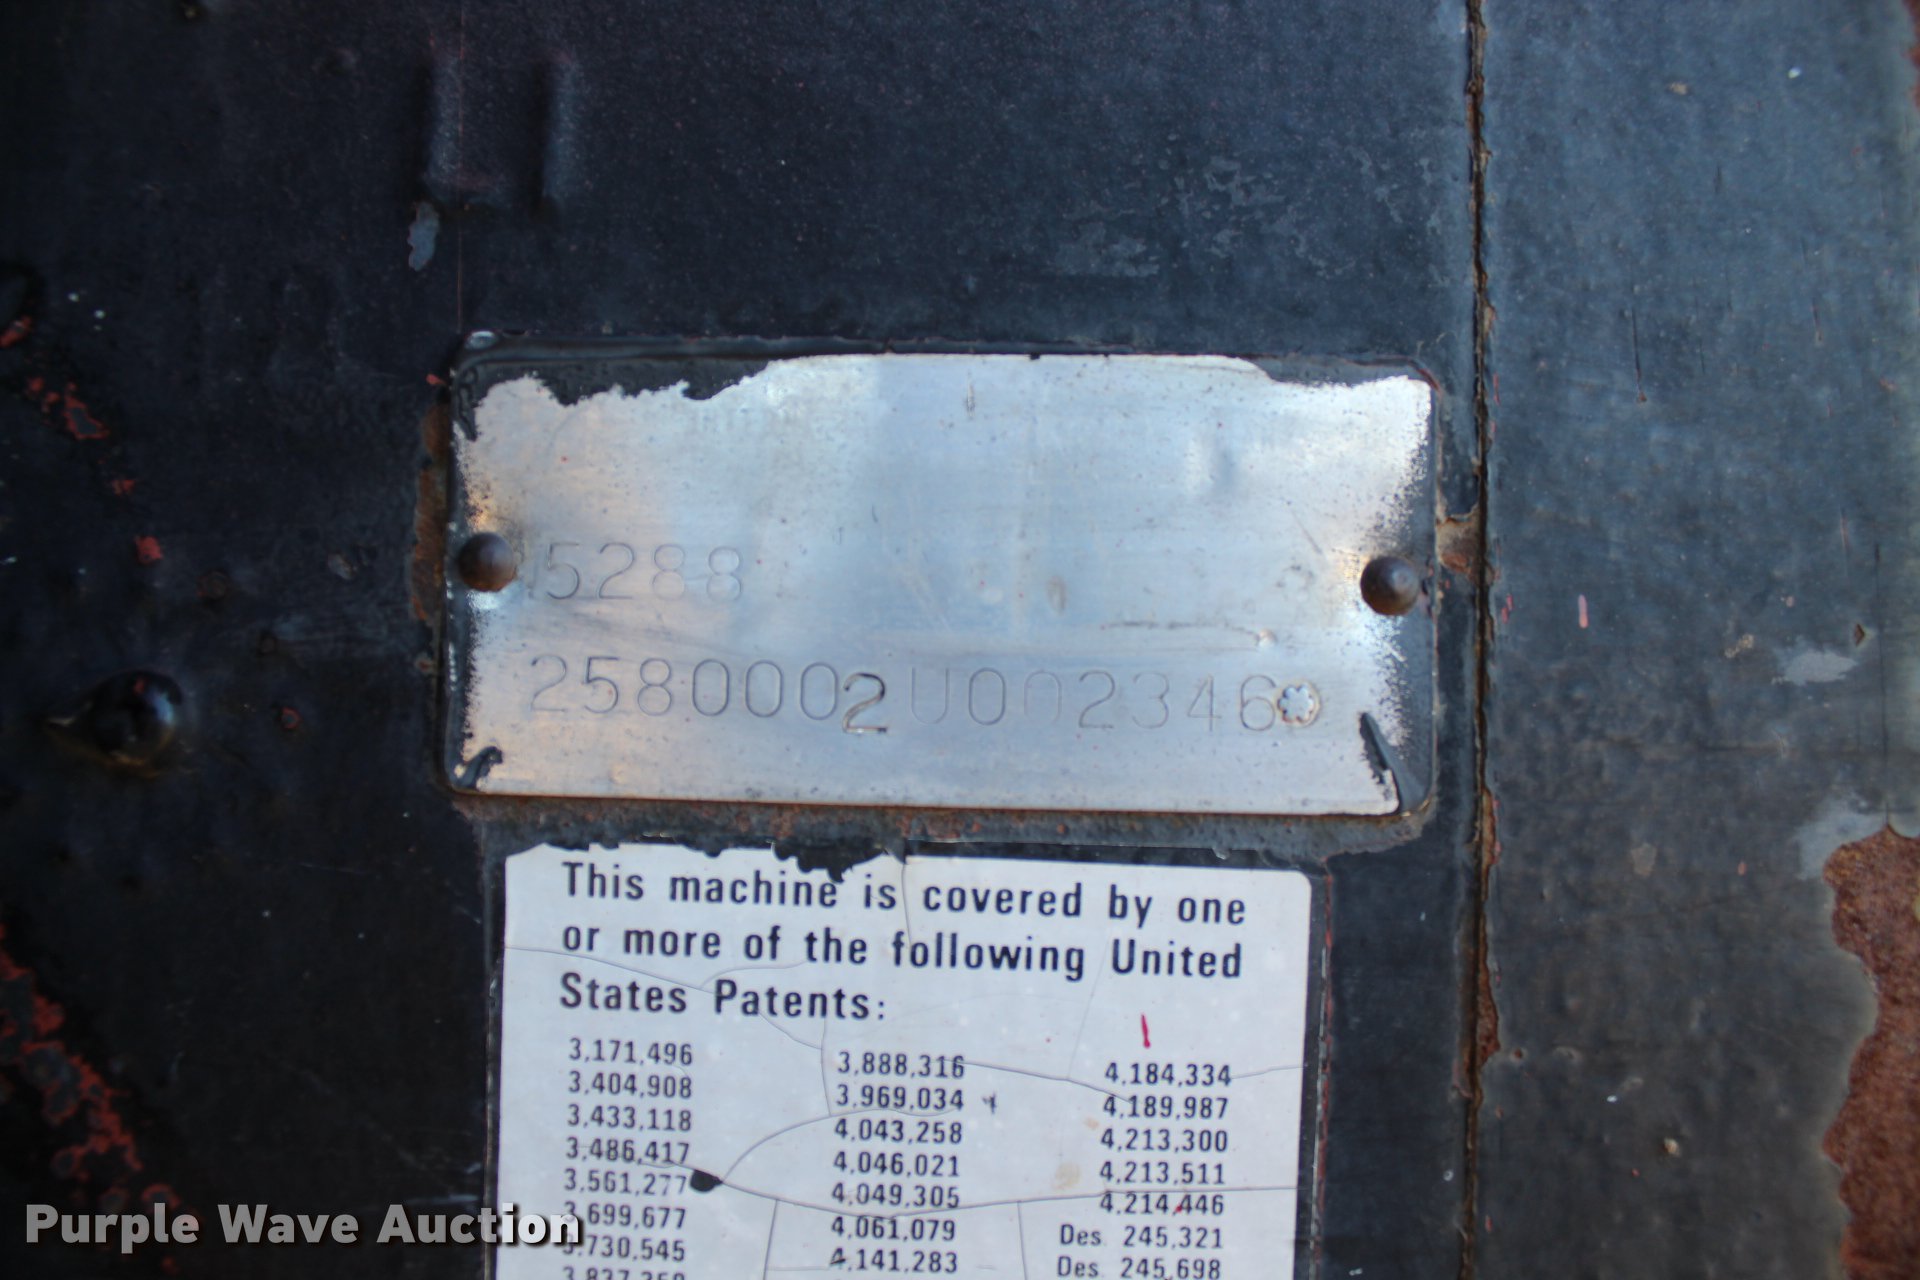 5288
2580002U002346
This machine is covered by one
or more of the following United
States Patents:
3,171,496 3,888,316 4,184,334
3,404,908 3,969,034 4,189,987
3,433,118 4,043,258 4,213,300
3,486,417 4,046,021 4,213,511
3,561,277 4,049,305 4,214,446
3,699,677 4,061,079 Des. 245,321
3,730,545 4,141,283 Des. 245,698
Purple Wave Auction